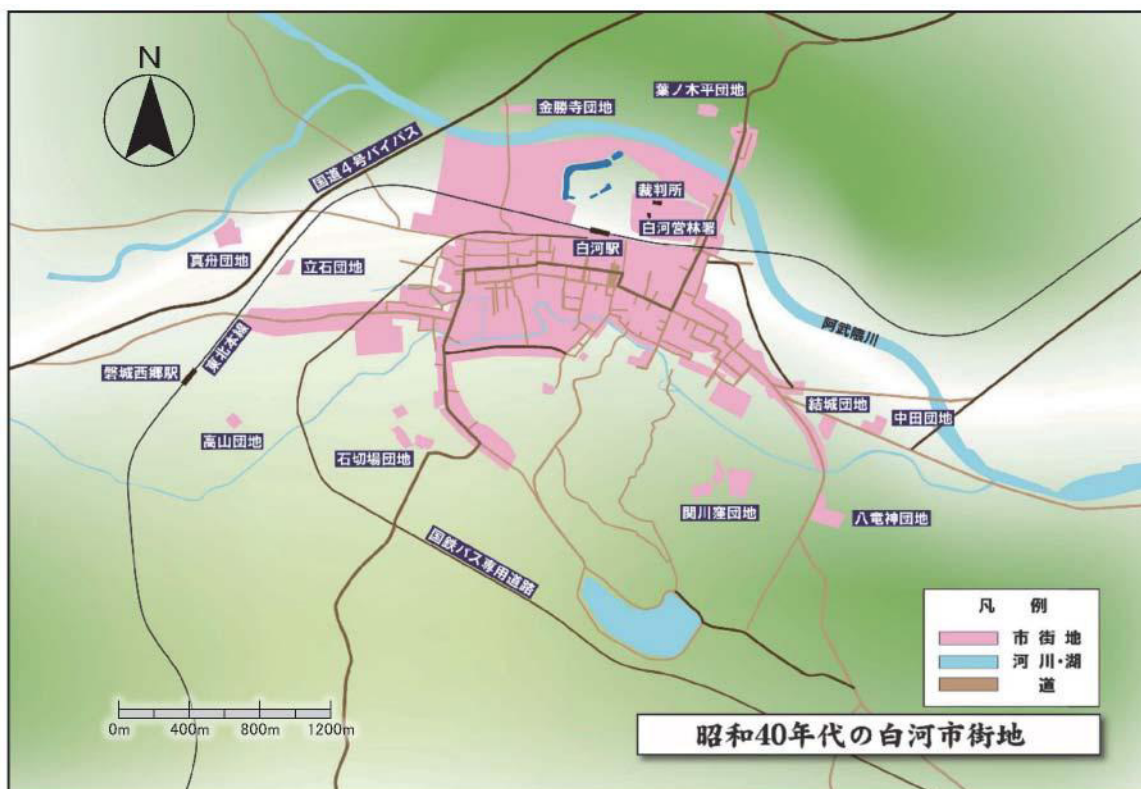 N
金勝寺団地
葉ノ木平団地
国道4号バイパス
裁判所
白河営林署
白河駅
真舟団地
立石団地
阿武隈川
東北本線
磐城西郷駅
結城団地
中田団地
高山団地
石切場団地
関川窪団地
八竜神団地
国鉄バス専用道路
凡例
市街地
河川・湖
道
0m 400m 800m 1200m
昭和40年代の白河市街地